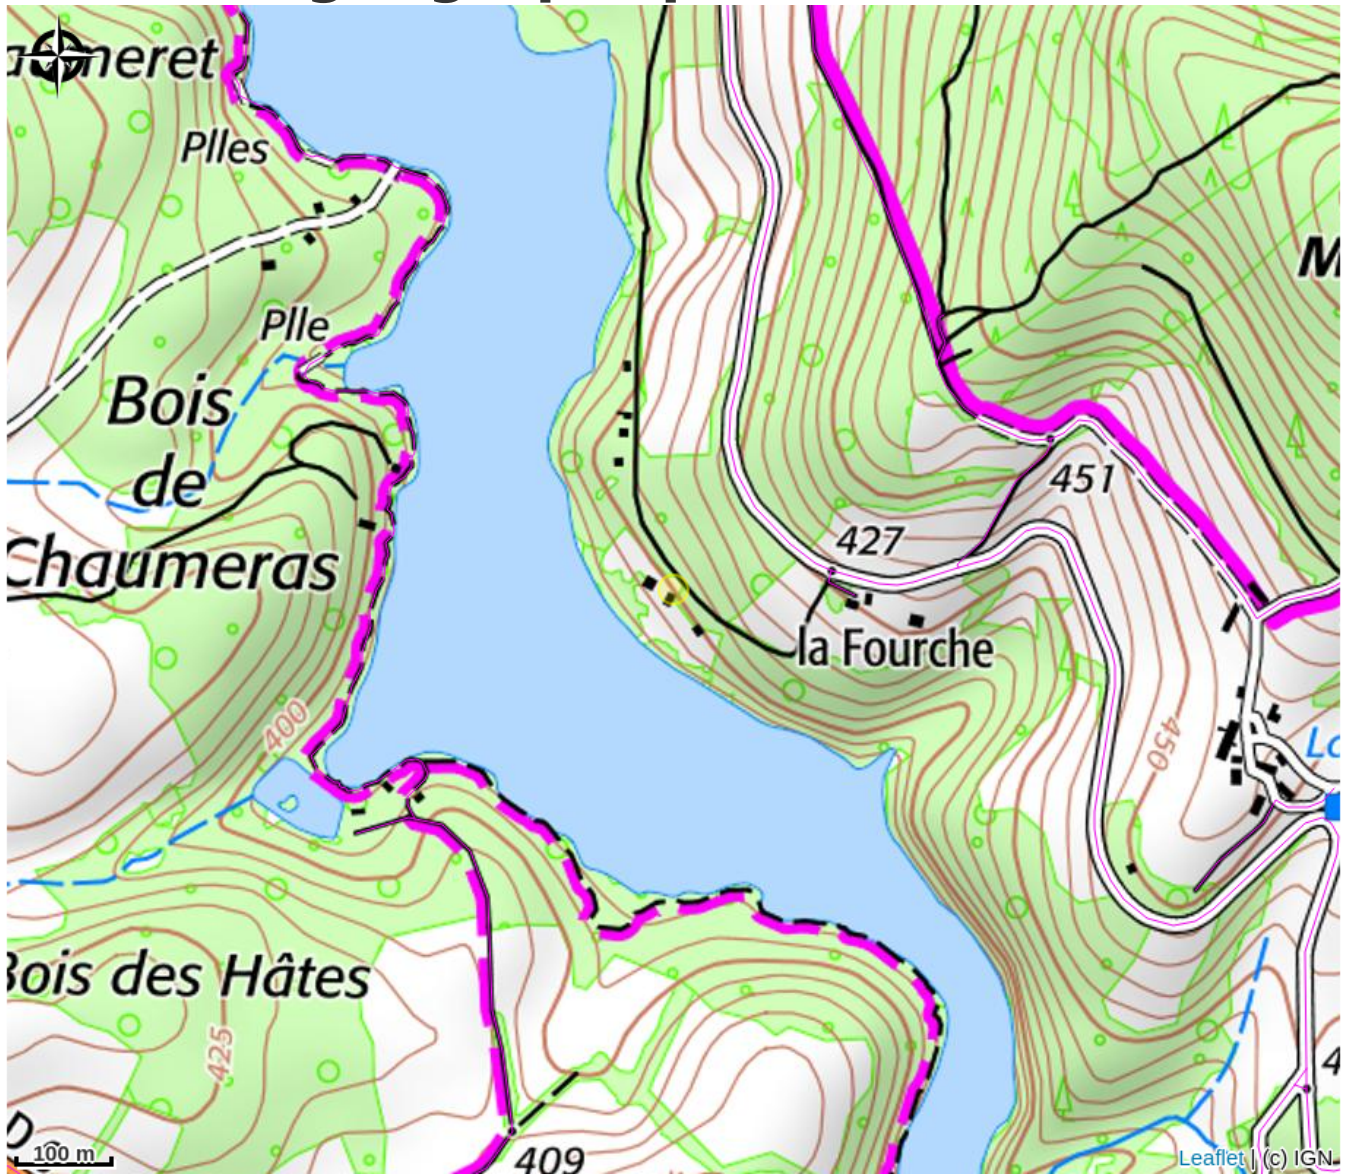 Plles
Plle
Bois
de
Chaumeras
451
427
la Fourche
400
450
Bois des Hâtes
425
409
100 m
Leaflet | (c) IGN